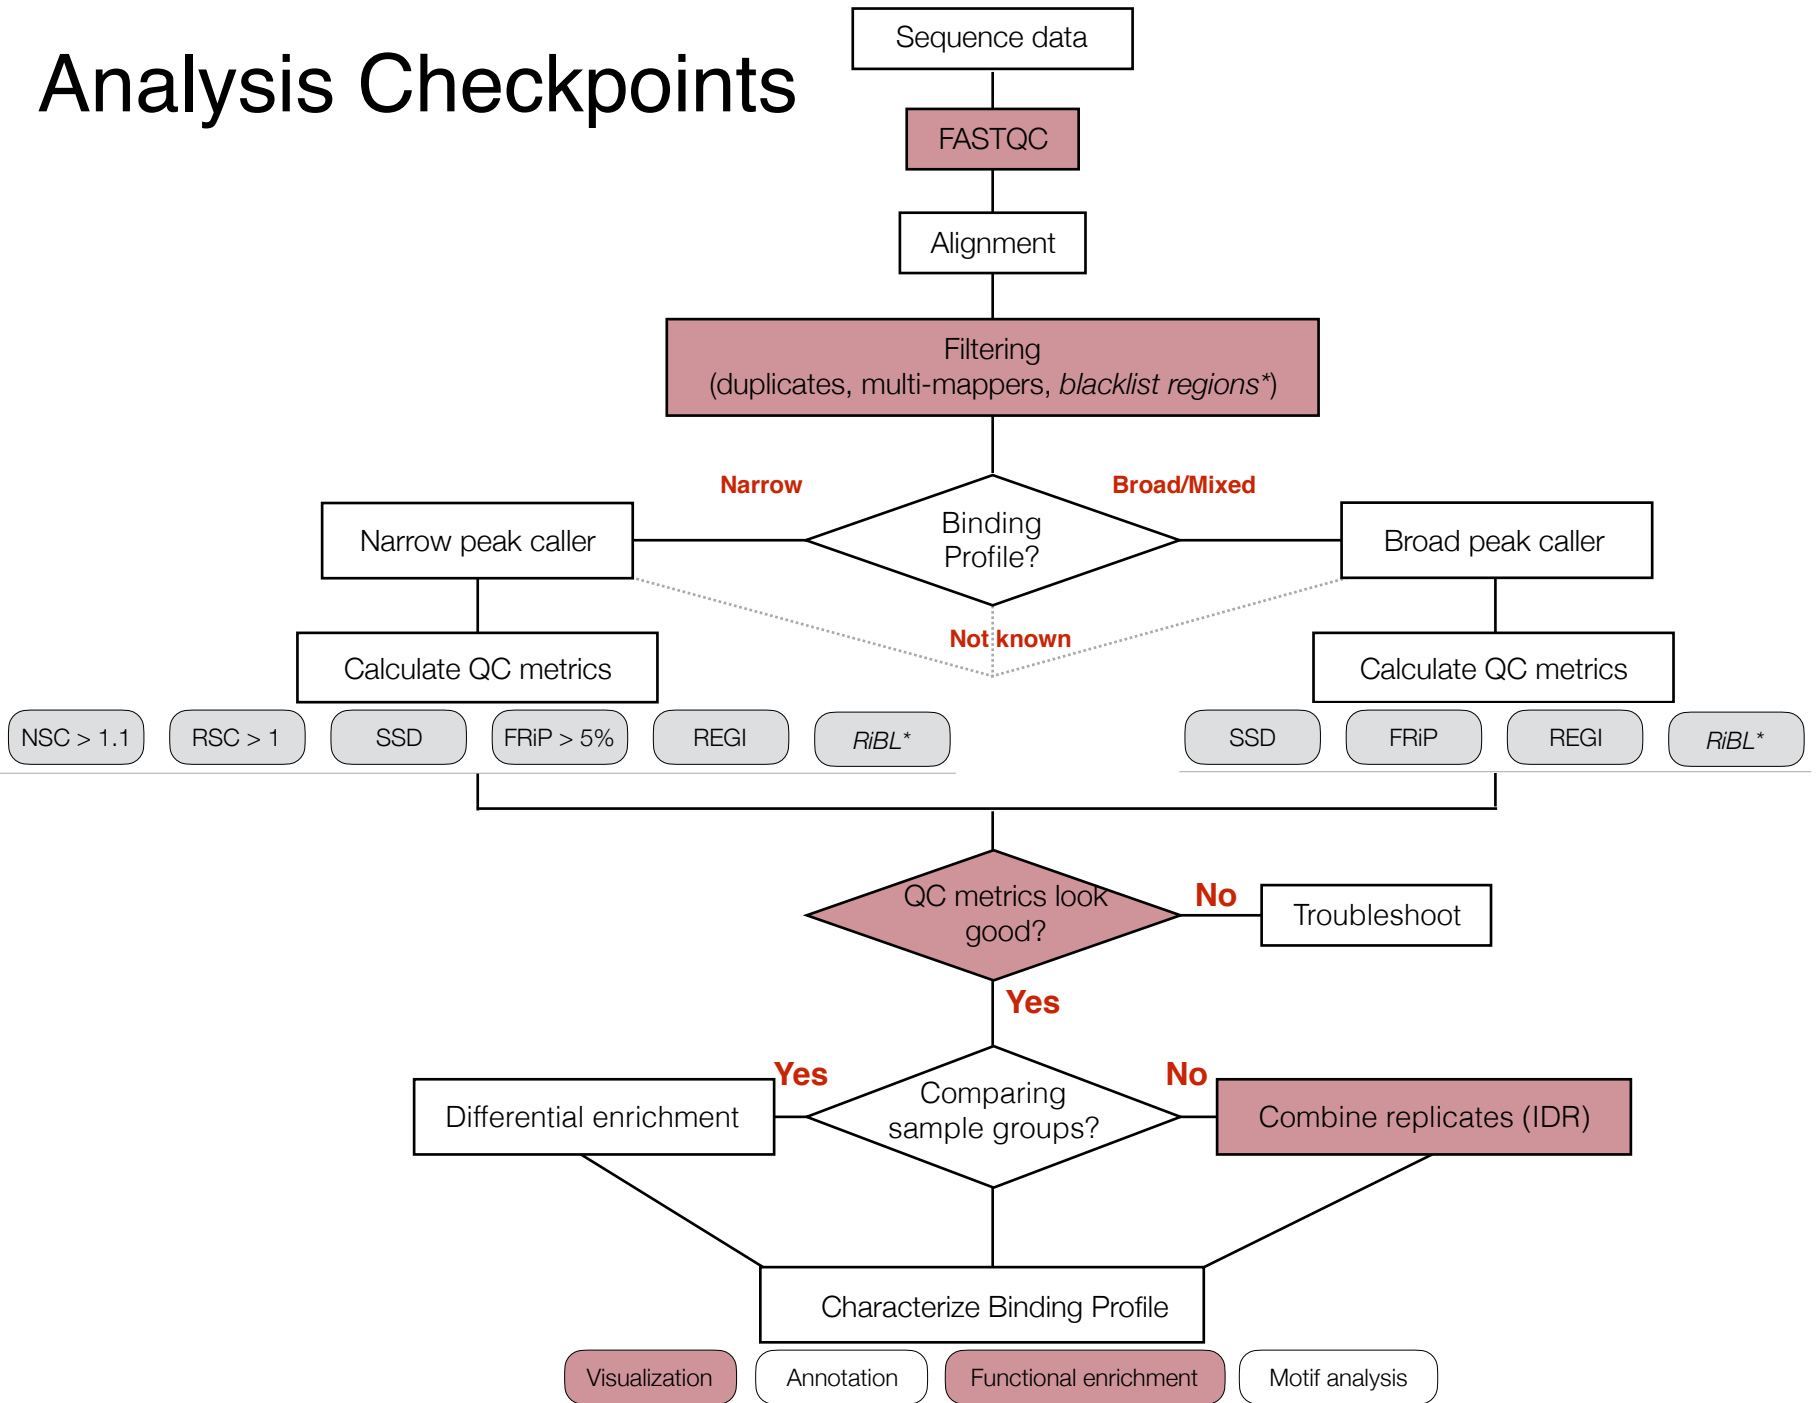 Analysis Checkpoints
Sequence data
FASTQC
Alignment
Filtering
(duplicates, multi-mappers, blacklist regions*)
Narrow
Broad/Mixed
Binding
Profile?
Narrow peak caller
Broad peak caller
Not known
Calculate QC metrics
Calculate QC metrics
NSC > 1.1
RSC > 1
SSD
FRiP > 5%
REGI
RiBL*
SSD
FRiP
REGI
RiBL*
QC metrics look
good?
No
Troubleshoot
Yes
Yes
No
Comparing
sample groups?
Differential enrichment
Combine replicates (IDR)
Characterize Binding Profile
Visualization
Annotation
Functional enrichment
Motif analysis